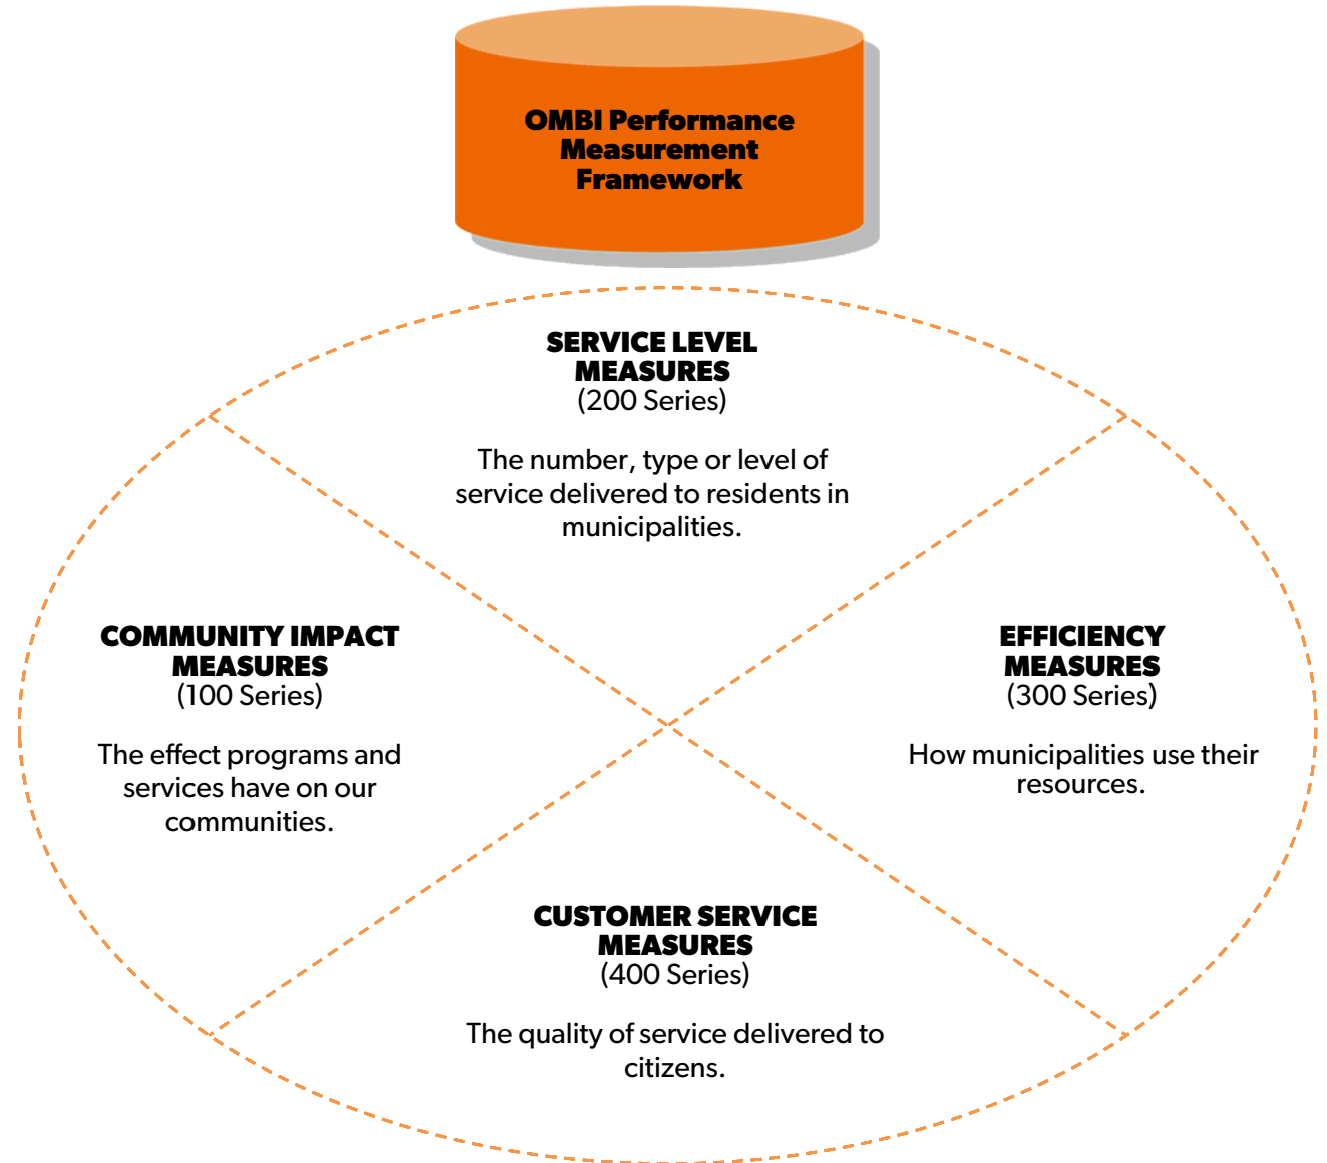 OMBI Performance
Measurement
Framework
SERVICE LEVEL
MEASURES
(200 Series)
The number, type or level of
service delivered to residents in
municipalities.
COMMUNITY IMPACT
MEASURES
(100 Series)
The effect programs and
services have on our
communities.
EFFICIENCY
MEASURES
(300 Series)
How municipalities use their
resources.
CUSTOMER SERVICE
MEASURES
(400 Series)
The quality of service delivered to
citizens.